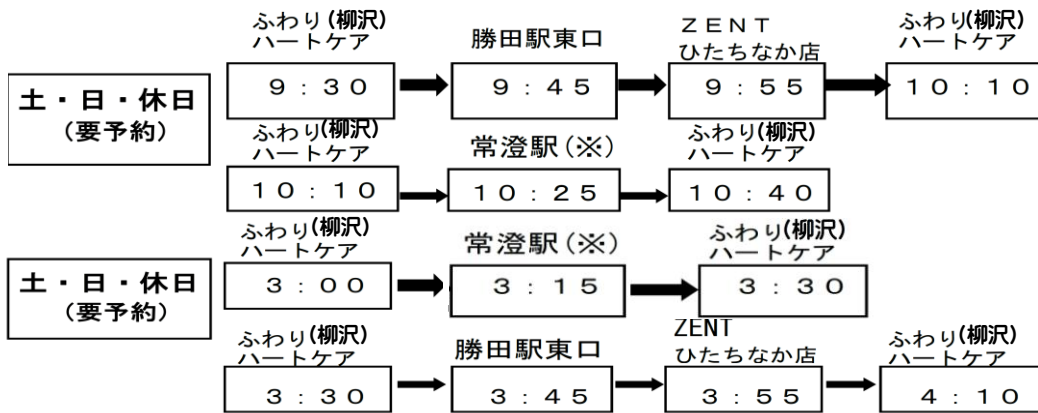 ふわり(柳沢)
ハートケア
勝田駅東口
ZENT
ひたちなか店
ふわり(柳沢)
ハートケア
土・日・休日
(要予約)
9:30
9:45
9:55
10:10
ふわり(柳沢)
ハートケア
常澄駅(※)
ふわり(柳沢)
ハートケア
10:10
10:25
10:40
ふわり(柳沢)
ハートケア
常澄駅(※)
ふわり(柳沢)
ハートケア
土・日・休日
(要予約)
3:00
3:15
3:30
ふわり(柳沢)
ハートケア
勝田駅東口
ZENT
ひたちなか店
ふわり(柳沢)
ハートケア
3:30
3:45
3:55
4:10